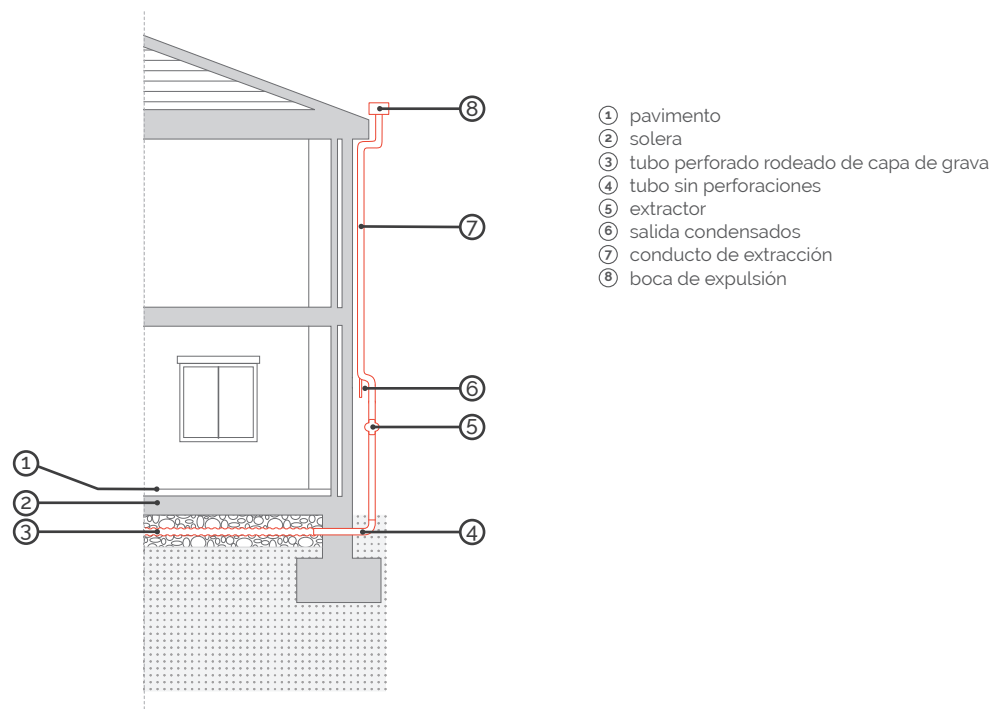 8
7
6
5
1
2
3
4
1 pavimento
2 solera
3 tubo perforado rodeado de capa de grava
4 tubo sin perforaciones
5 extractor
6 salida condensados
7 conducto de extracción
8 boca de expulsión